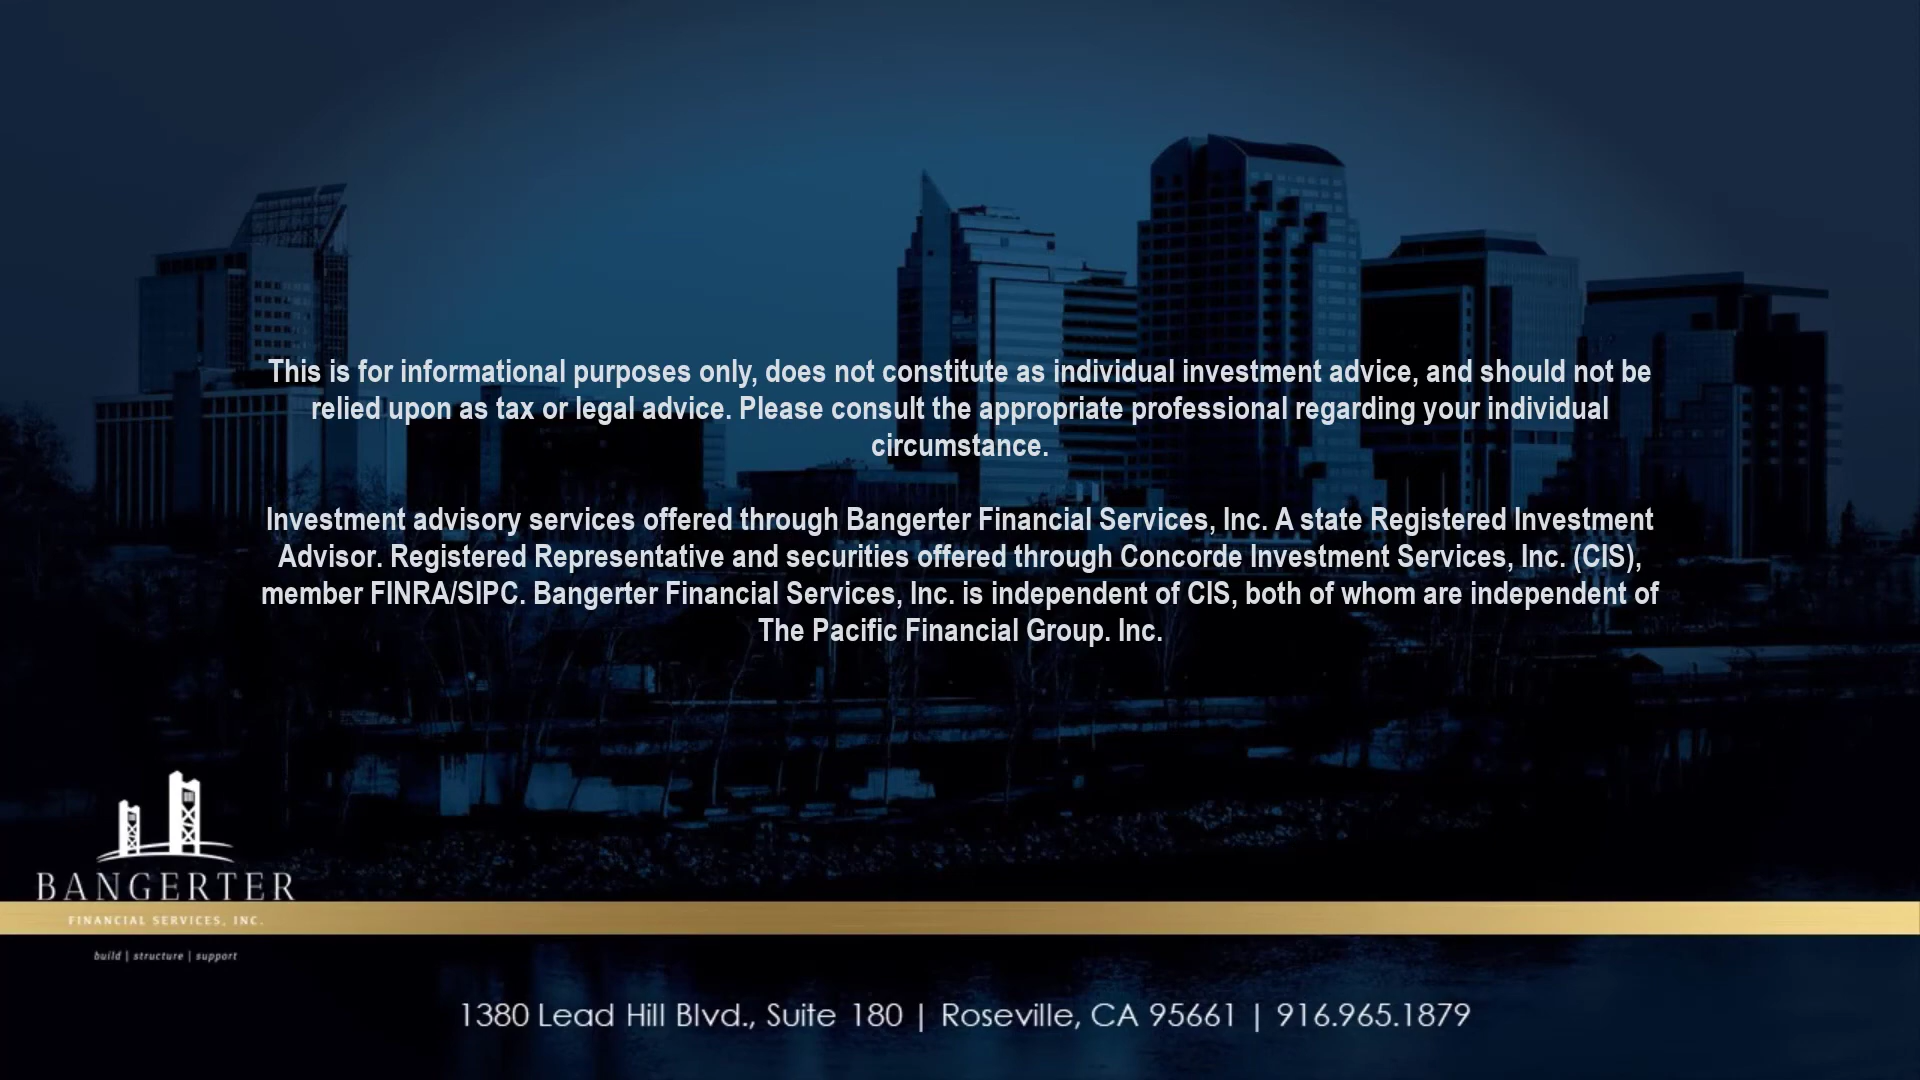 This is for informational purposes only, does not constitute as individual investment advice, and should not be
relied upon as tax or legal advice. Please consult the appropriate professional regarding your individual
circumstance.
Investment advisory services offered through Bangerter Financial Services, Inc. A state Registered Investment
Advisor. Registered Representative and securities offered through Concorde Investment Services, Inc. (CIS),
member FINRA/SIPC. Bangerter Financial Services, Inc. is independent of CIS, both of whom are independent of
The Pacific Financial Group. Inc.
BANGERTER
FINANCIAL SERVICES, INC.
build | structure | support
1380 Lead Hill Blvd., Suite 180 | Roseville, CA 95661 | 916.965.1879